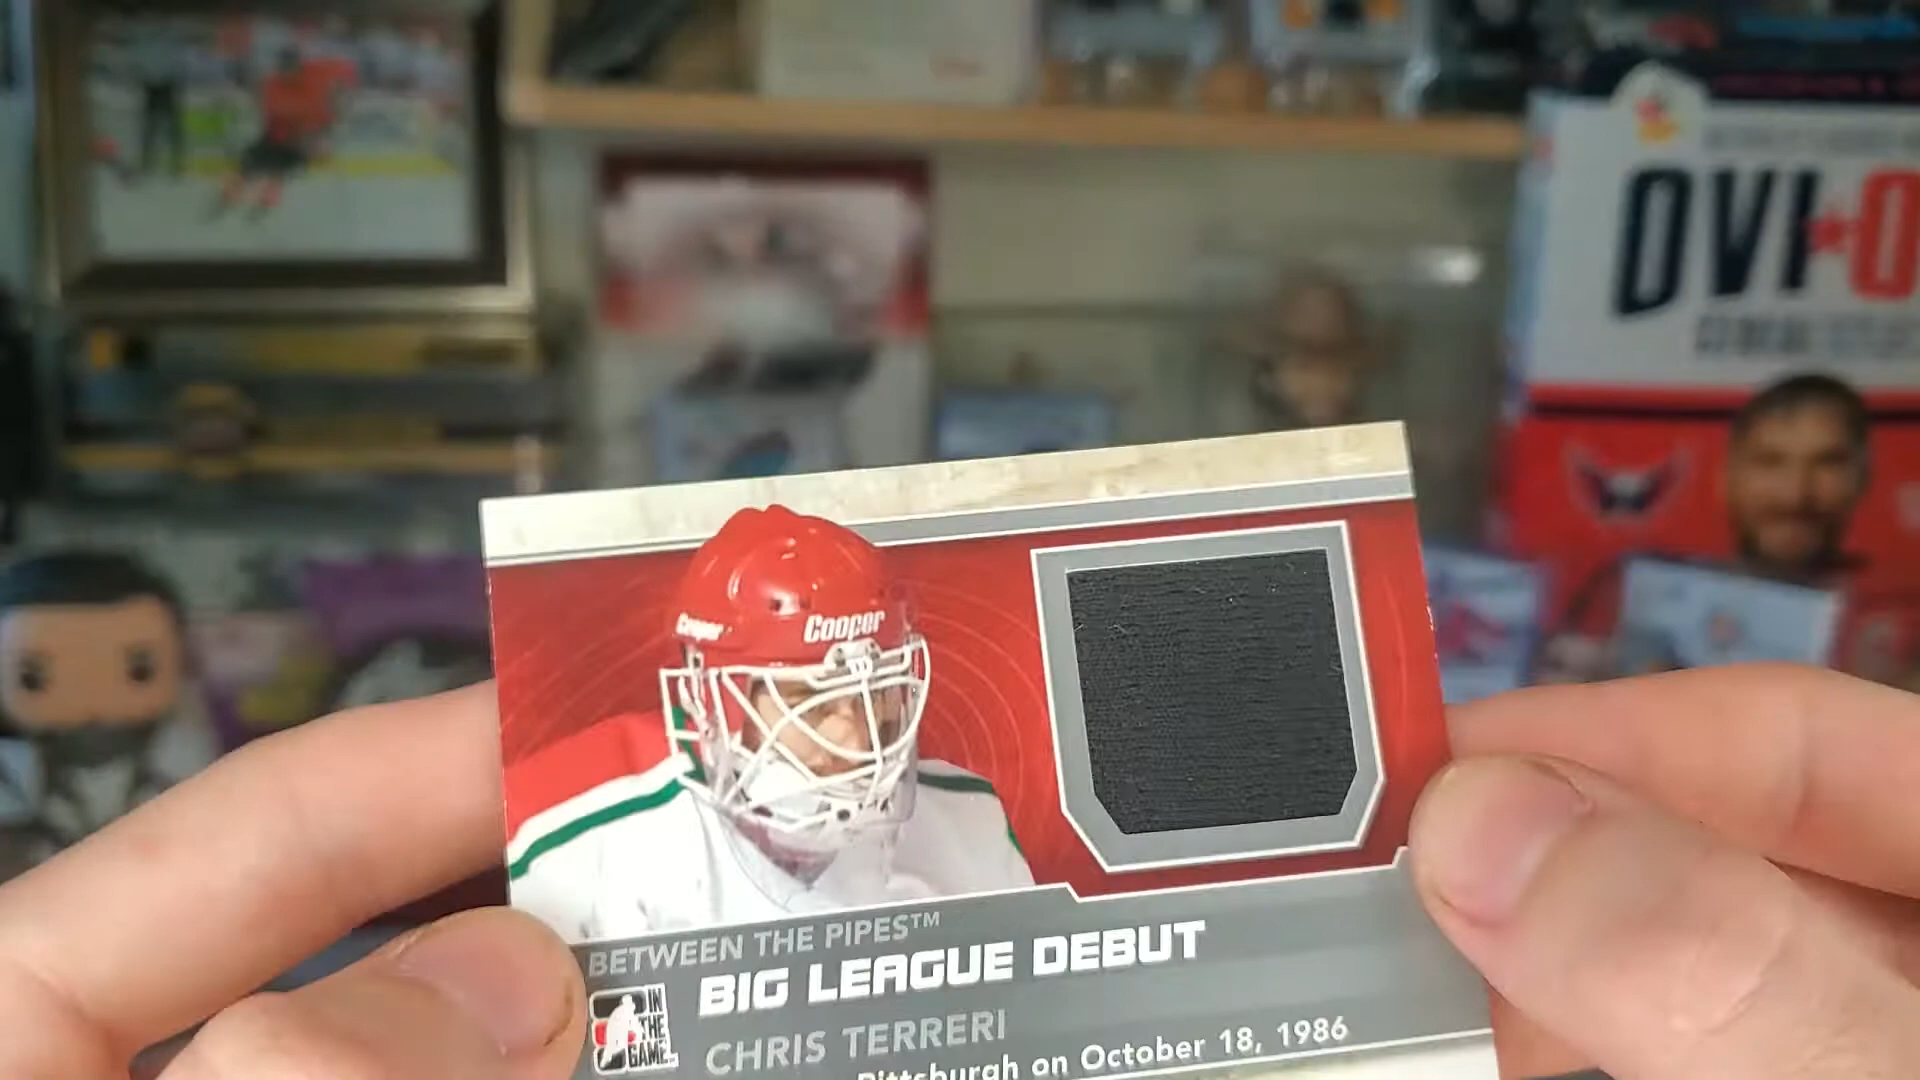 OVI
Cooper
Cooper
BETWEEN THE PIPES™
BIG LEAGUE DEBUT
IN
THE
GAME
CHRIS TERRERI
Pittsburgh on October 18, 1986